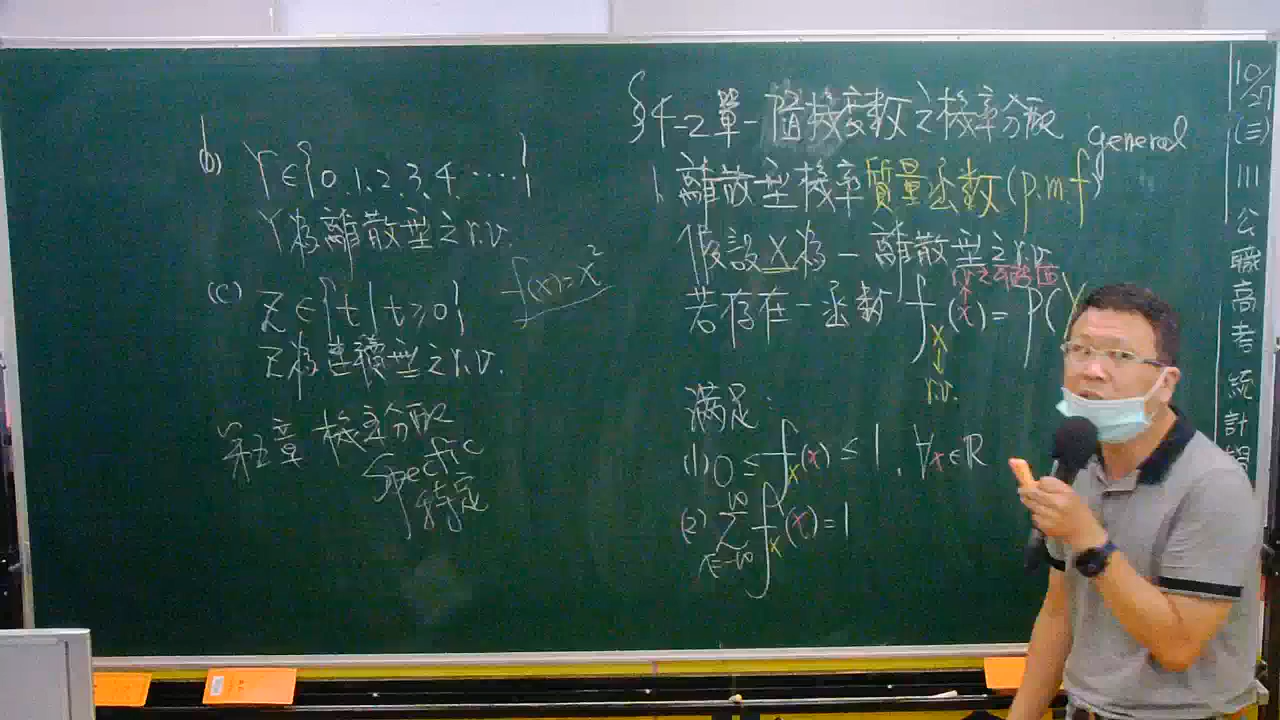 b) Y∈{0.1.2.3.4.....}
Y為離散型之r.v.
(c) Z∈{t|t≥0}
Z為連續型之r.v.
f(x)=x²
第五章 機率分配
Specific
特定
§4-2單一隨機變數之機率分配
general
1.離散型機率質量函數(p.m.f)
假設X為一離散型之r.v
若存在一函數 f_X(x)=P(X
X
r.v.
滿足:
(1) 0≤f_X(x)≤1, ∀x∈R
(2) ∞Σx=-∞ f_X(x)=1
10/27(三)
公職高考統計